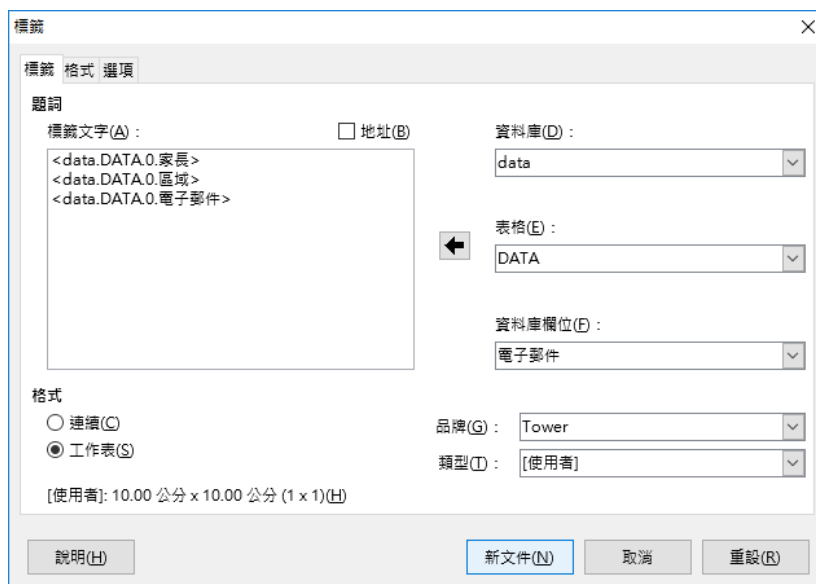 標籤
標籤 格式 選項
題詞
標籤文字(A)：
地址(B)
<data.DATA.0.家長>
<data.DATA.0.區域>
<data.DATA.0.電子郵件>
資料庫(D)：
data
表格(E)：
DATA
資料庫欄位(F)：
電子郵件
格式
連續(C)
工作表(S)
品牌(G)： Tower
類型(T)： [使用者]
[使用者]: 10.00 公分 x 10.00 公分 (1 x 1)(H)
說明(H) 新文件(N) 取消 重設(R)